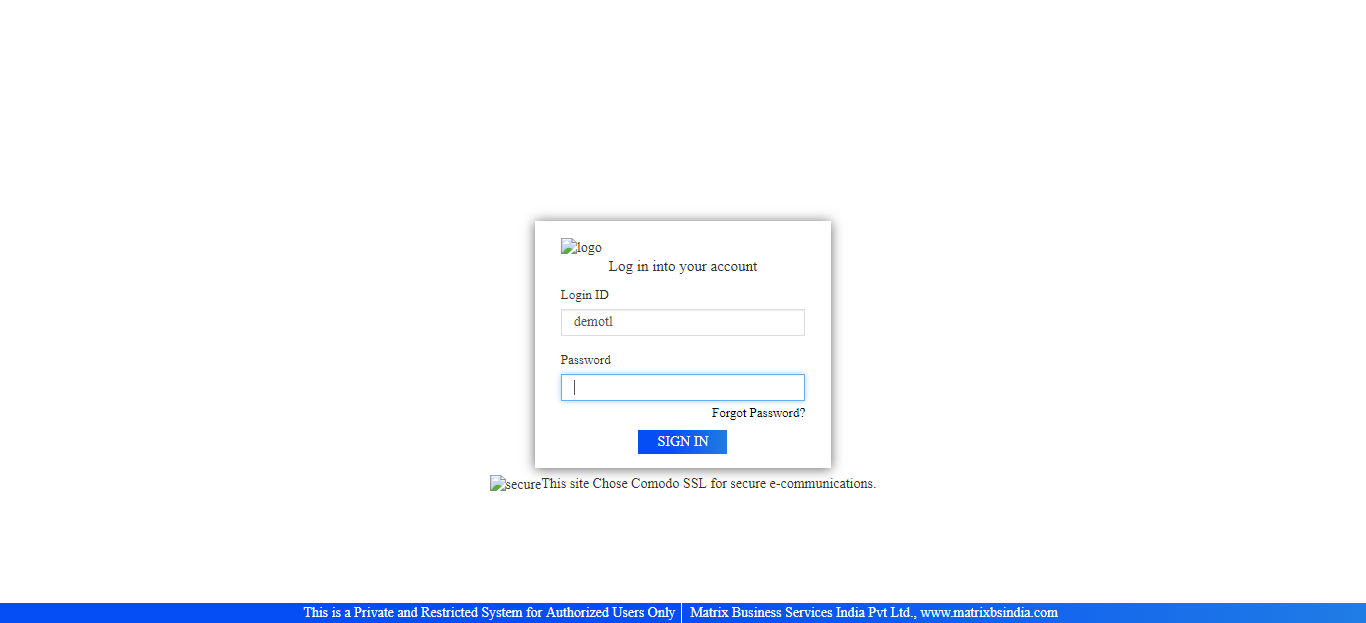 logo
Log in into your account
Login ID
demotl
Password
Forgot Password?
SIGN IN
secureThis site Chose Comodo SSL for secure e-communications.
This is a Private and Restricted System for Authorized Users Only | Matrix Business Services India Pvt Ltd., www.matrixbsindia.com